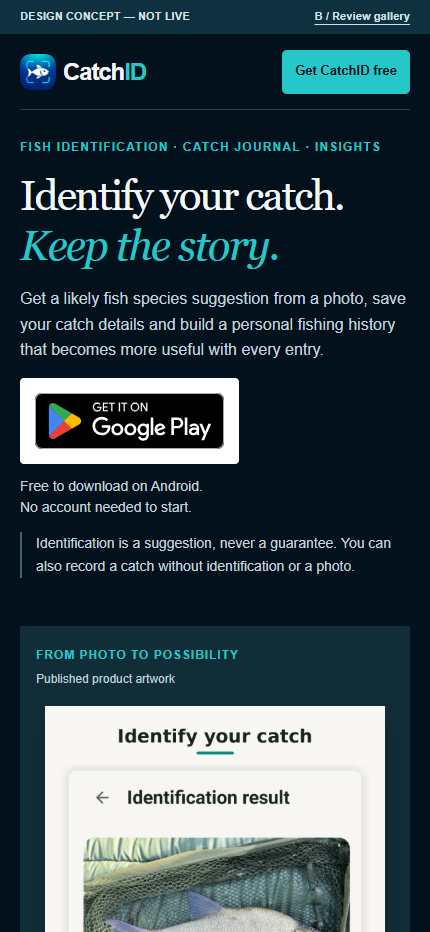 DESIGN CONCEPT — NOT LIVE
B / Review gallery
CatchID
Get CatchID free
FISH IDENTIFICATION · CATCH JOURNAL · INSIGHTS
Identify your catch.
Keep the story.
Get a likely fish species suggestion from a photo, save
your catch details and build a personal fishing history
that becomes more useful with every entry.
GET IT ON
Google Play
Free to download on Android.
No account needed to start.
Identification is a suggestion, never a guarantee. You can
also record a catch without identification or a photo.
FROM PHOTO TO POSSIBILITY
Published product artwork
Identify your catch
Identification result